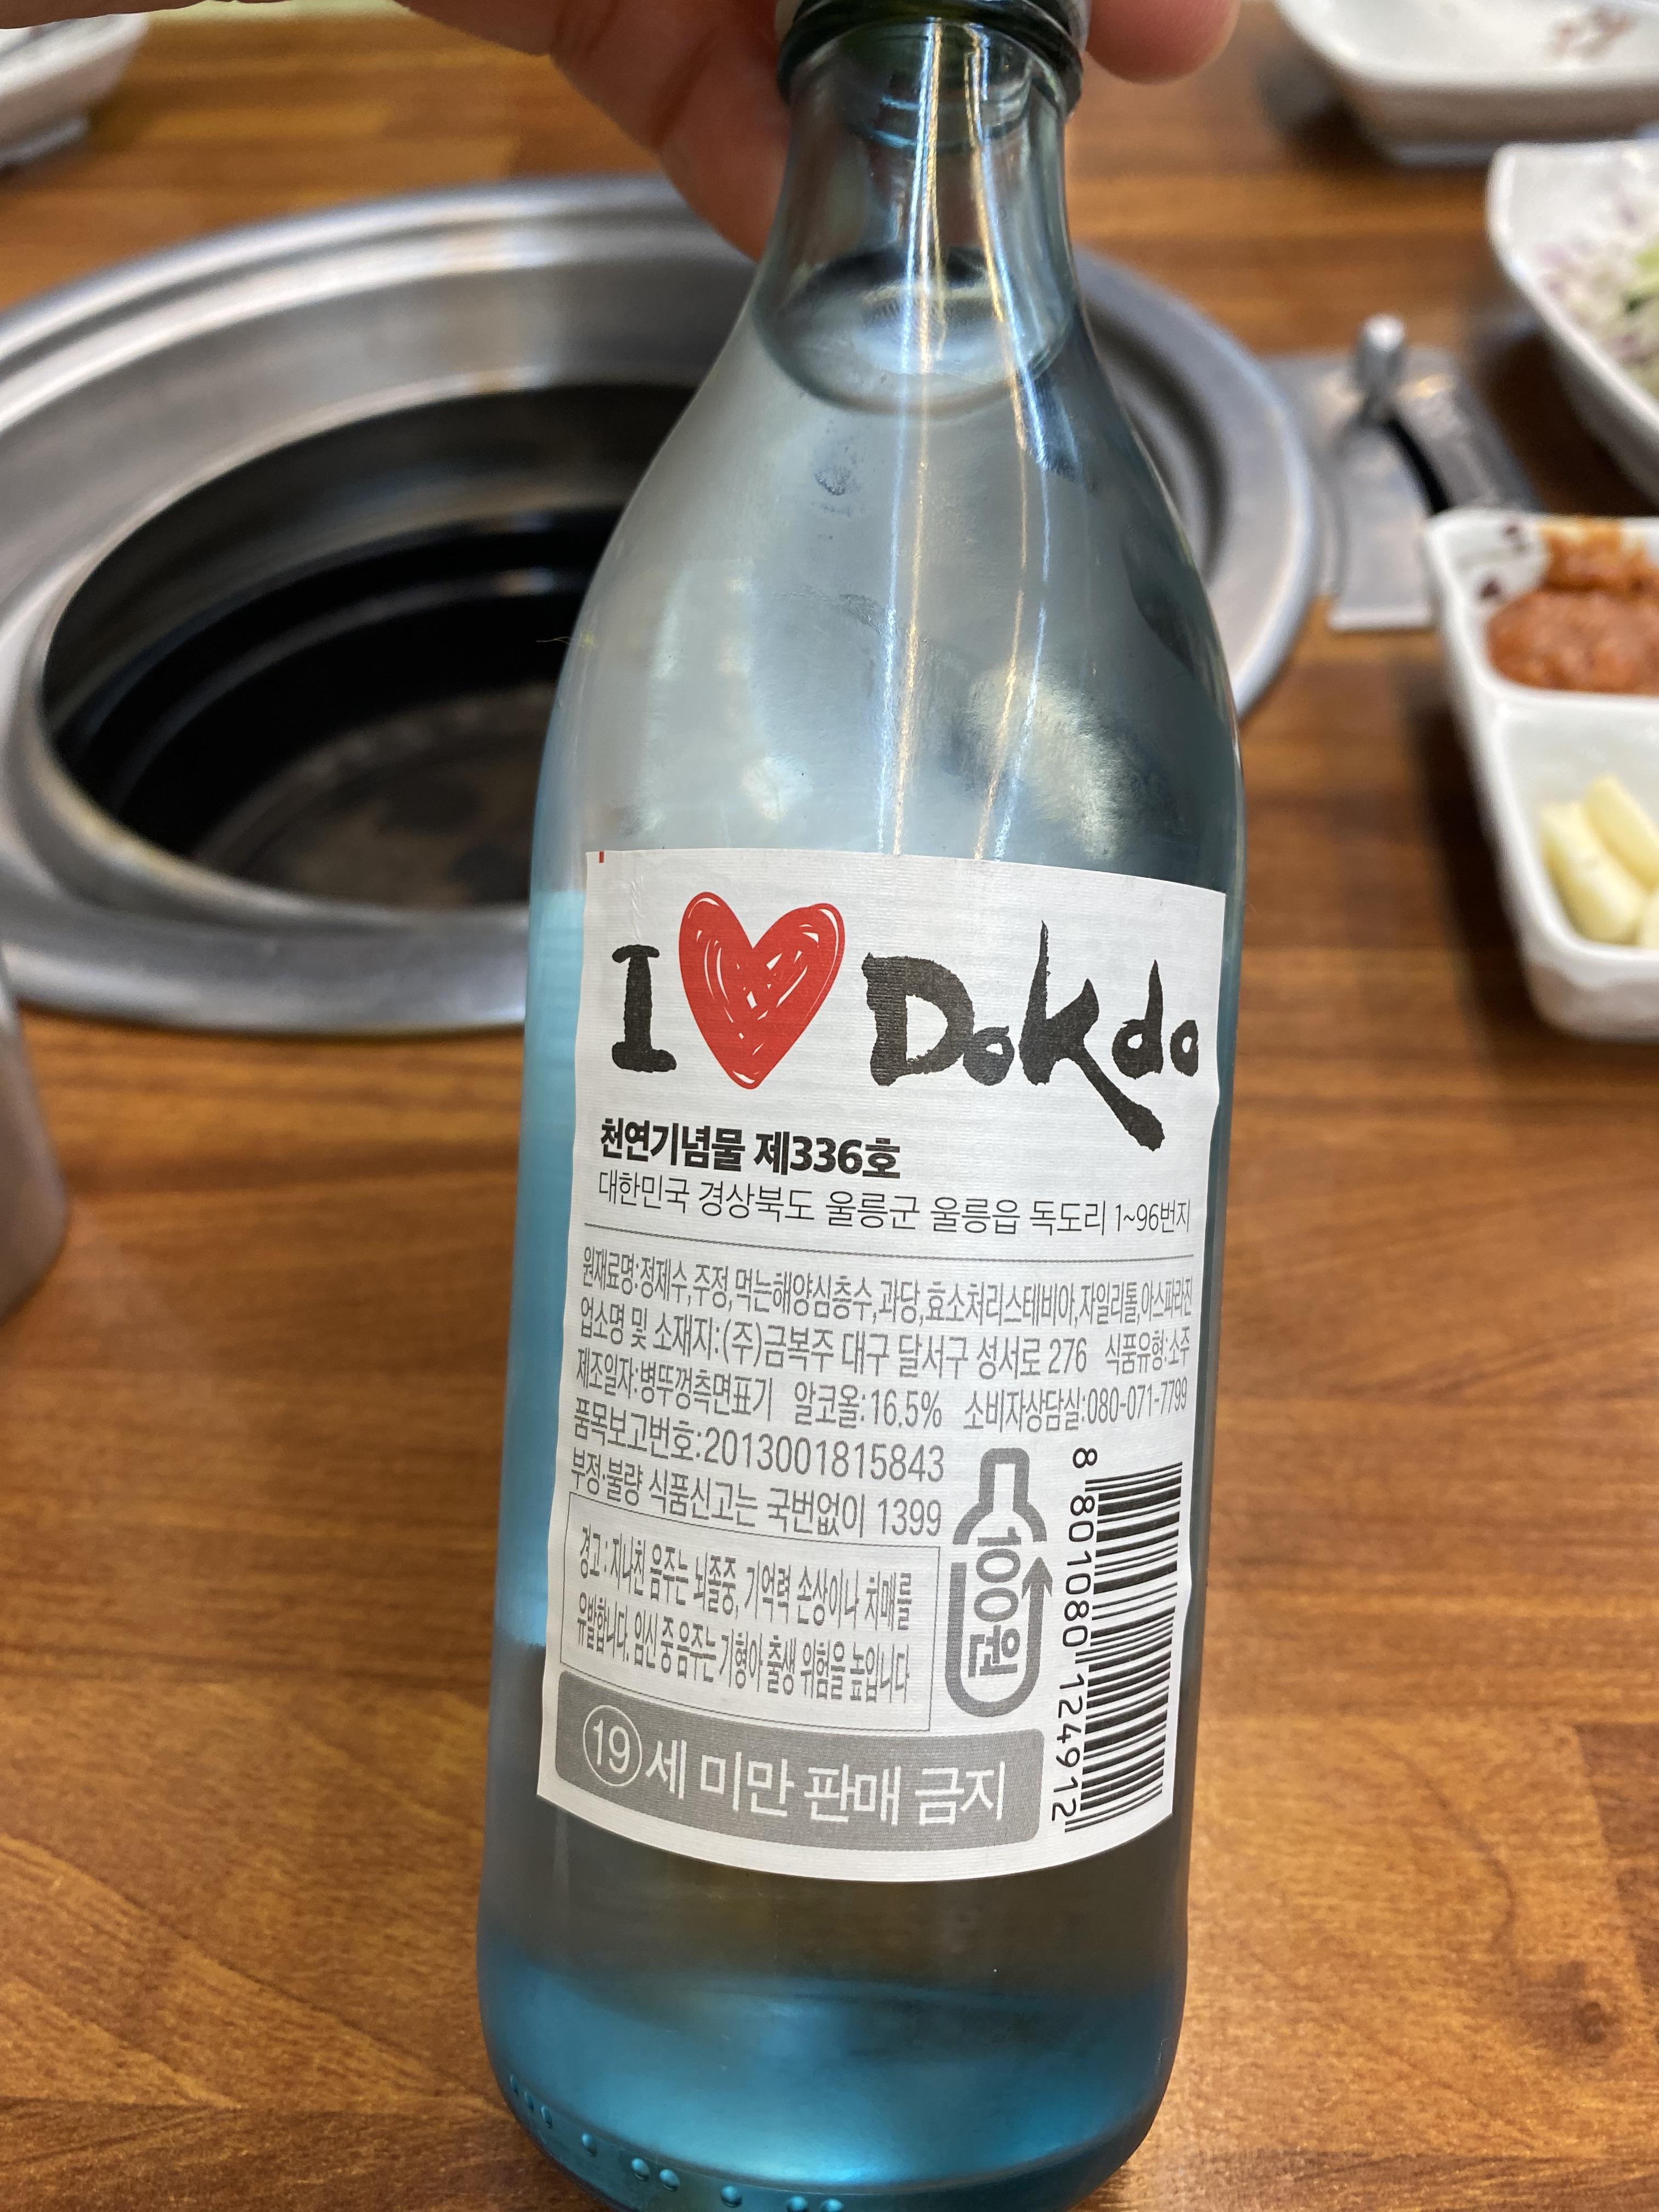 I ♥ Dokdo
천연기념물 제336호
대한민국 경상북도 울릉군 울릉읍 독도리 1~96번지
원재료명:정제수,주정,먹는해양심층수,과당,효소처리스테비아,자일리톨,아스파라진
업소명 및 소재지:(주)금복주 대구 달서구 성서로 276 식품유형:소주
제조일자:병뚜껑측면표기 알코올:16.5% 소비자상담실:080-071-7799
품목보고번호:2013001815843
부정·불량 식품신고는 국번없이 1399
경고 : 지나친 음주는 뇌졸중, 기억력 손상이나 치매를
유발합니다. 임신 중 음주는 기형아 출생 위험을 높입니다
100원
19세 미만 판매 금지
8 801080 124912